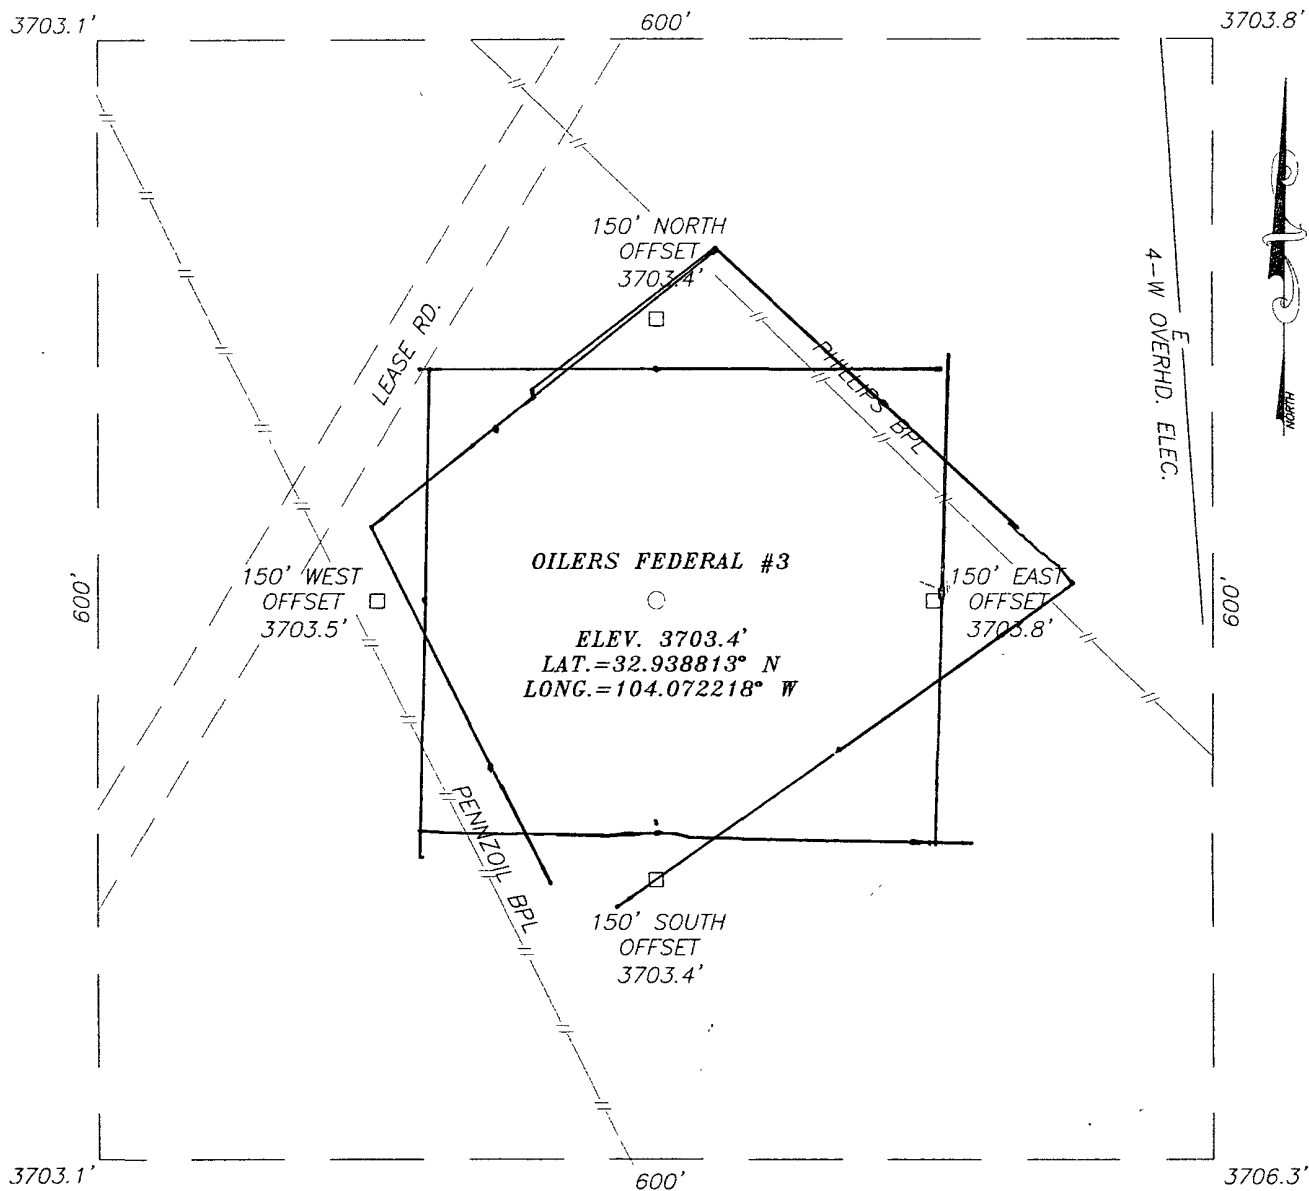 3703.1'
600'
3703.8'
150' NORTH
OFFSET
3703.4'
LEASE RD.
PHILLIPS BPL
E
4-W OVERHD. ELEC.
NORTH
600'
150' WEST
OFFSET
3703.5'
OILERS FEDERAL #3
ELEV. 3703.4'
LAT.=32.938813° N
LONG.=104.072218° W
150' EAST
OFFSET
3703.8'
600'
PENNZOIL BPL
150' SOUTH
OFFSET
3703.4'
3703.1'
600'
3706.3'